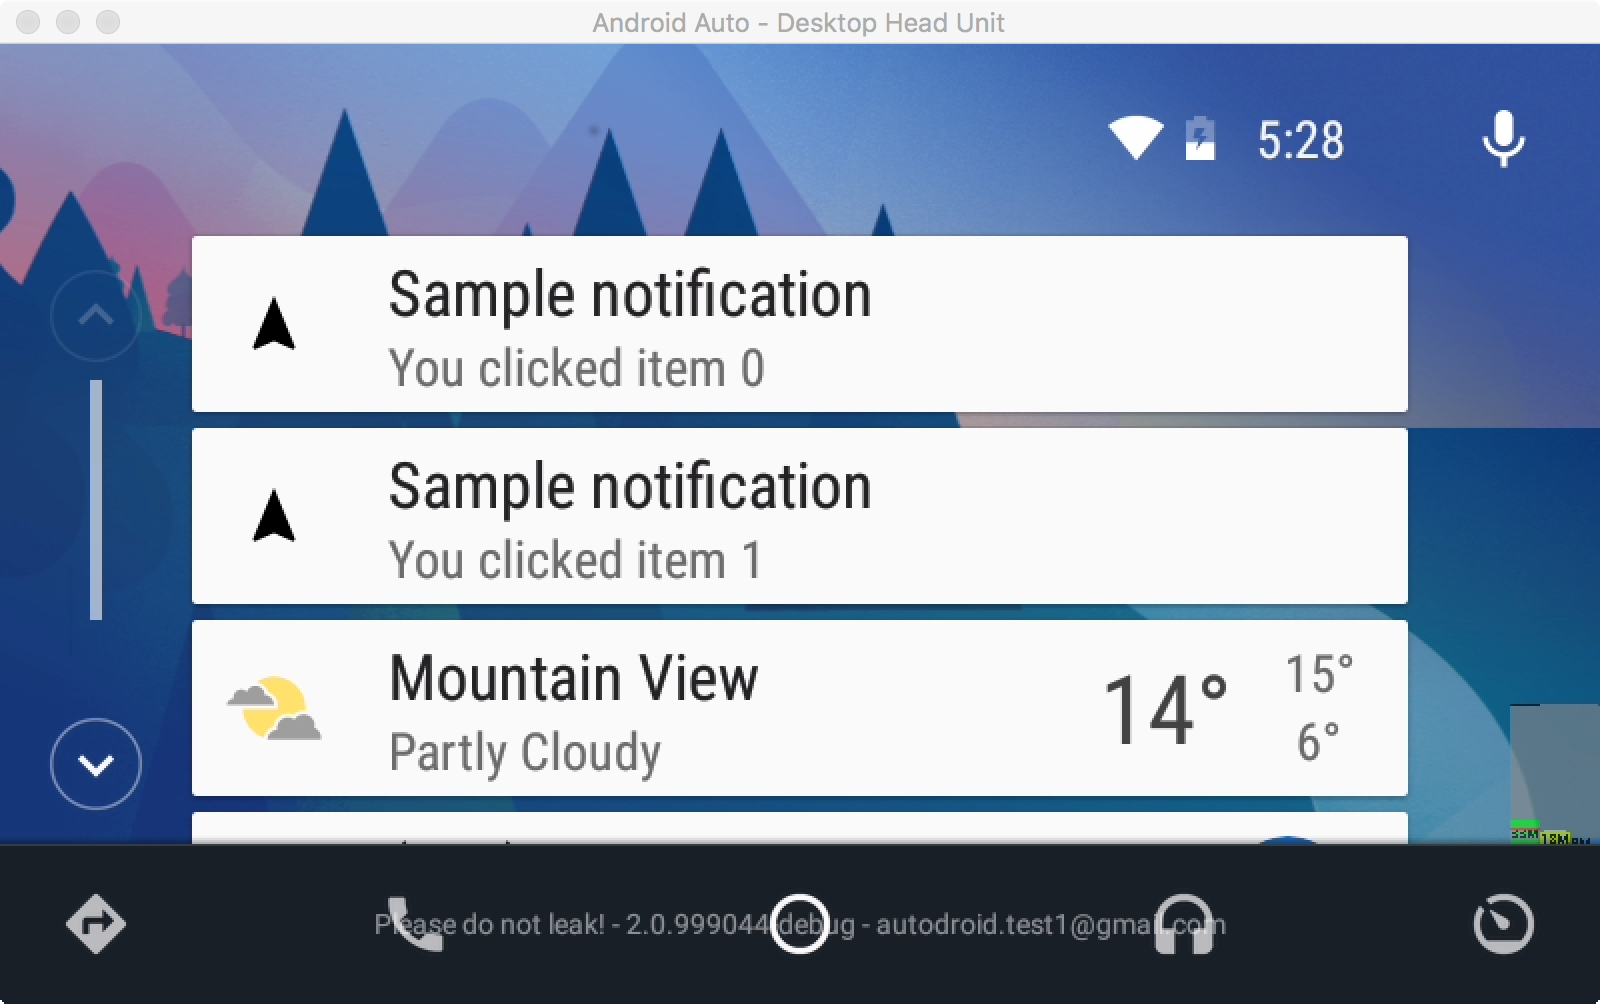 Android Auto - Desktop Head Unit
5:28
Sample notification
You clicked item 0
Sample notification
You clicked item 1
Mountain View
Partly Cloudy
14°
15°
6°
33M
18M
Please do not leak! - 2.0.999044-debug - autodroid.test1@gmail.com